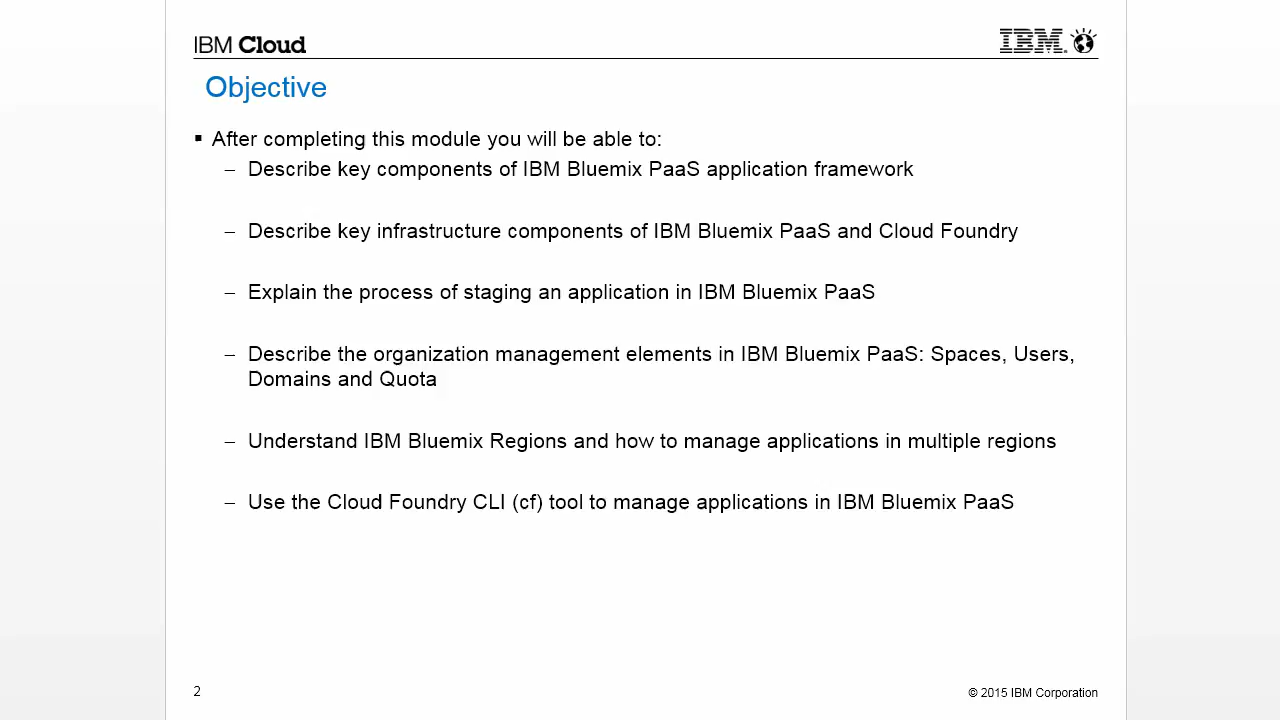 IBM Cloud
IBM
Objective
▪ After completing this module you will be able to:
– Describe key components of IBM Bluemix PaaS application framework
– Describe key infrastructure components of IBM Bluemix PaaS and Cloud Foundry
– Explain the process of staging an application in IBM Bluemix PaaS
– Describe the organization management elements in IBM Bluemix PaaS: Spaces, Users,
Domains and Quota
– Understand IBM Bluemix Regions and how to manage applications in multiple regions
– Use the Cloud Foundry CLI (cf) tool to manage applications in IBM Bluemix PaaS
2
© 2015 IBM Corporation